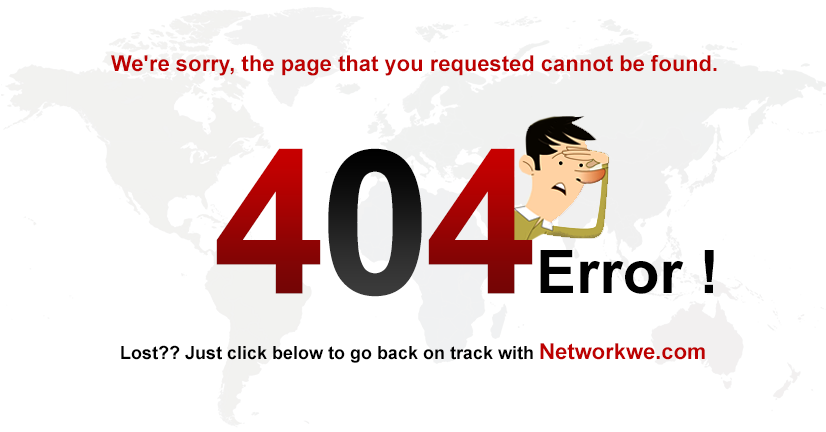 We're sorry, the page that you requested cannot be found.
404
Error !
Lost?? Just click below to go back on track with Networkwe.com